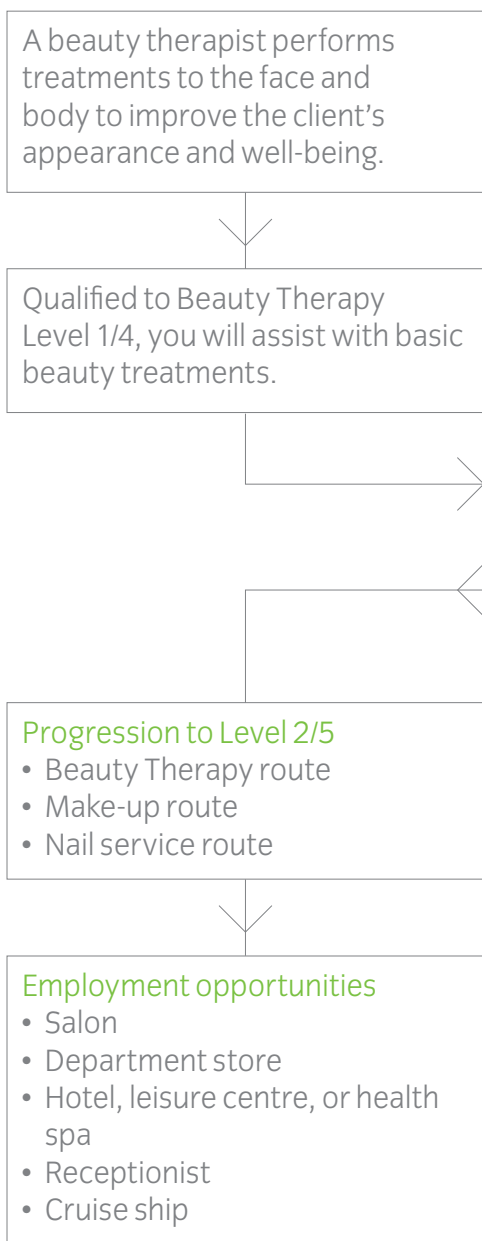 A beauty therapist performs
treatments to the face and
body to improve the client’s
appearance and well-being.
Qualified to Beauty Therapy
Level 1/4, you will assist with basic
beauty treatments.
Progression to Level 2/5
• Beauty Therapy route
• Make-up route
• Nail service route
Employment opportunities
• Salon
• Department store
• Hotel, leisure centre, or health
spa
• Receptionist
• Cruise ship